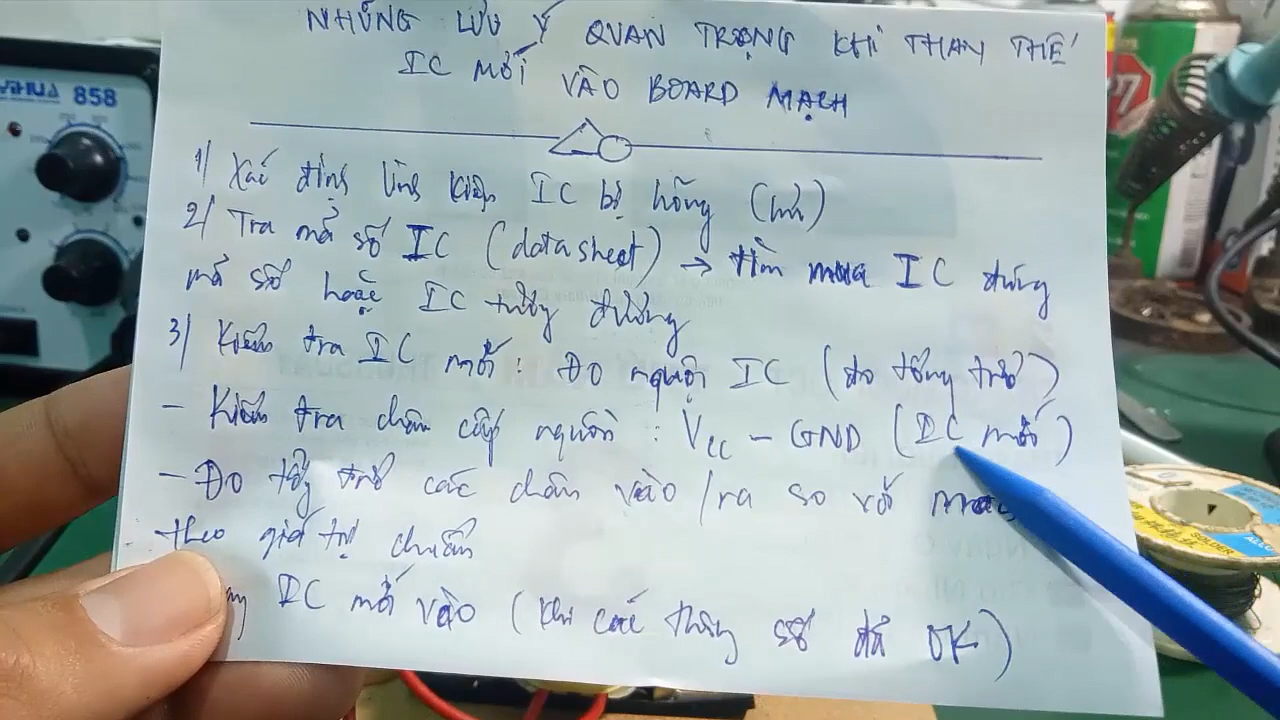 NHỮNG LƯU Ý QUAN TRỌNG KHI THAY THẾ
IC MỚI VÀO BOARD MẠCH
1) Xác định linh kiện IC bị hỏng (hư)
2) Tra mã số IC (datasheet) → tìm mua IC đúng
mã số hoặc IC tương đương
3) Kiểm tra IC mới: Đo nguội IC (đo tổng trở)
- Kiểm tra chân cấp nguồn: Vcc - GND (IC mới)
- Đo tổng trở các chân vào/ra so với
theo giá trị chuẩn
IC mới vào (khi các thông số đã OK)
YIHUA 858
SOLDER